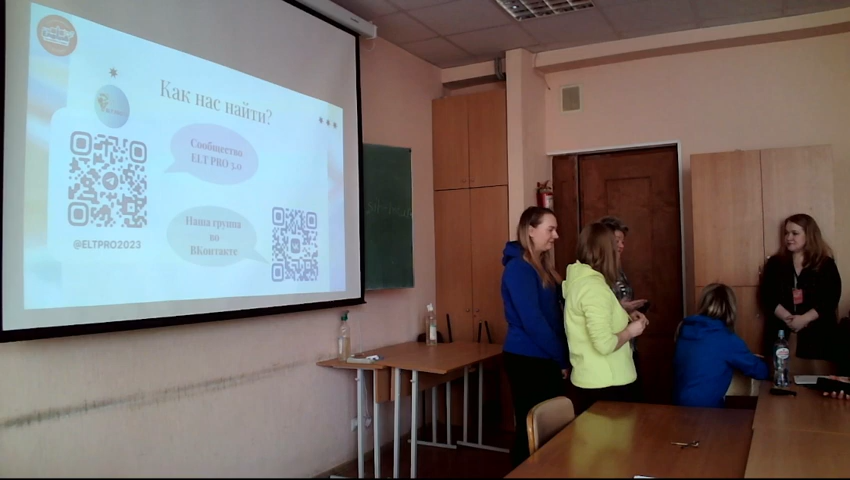 Как нас найти?
Сообщество
ELT PRO 3.0
@ELTPRO2023
Наша группа
во
ВКонтакте